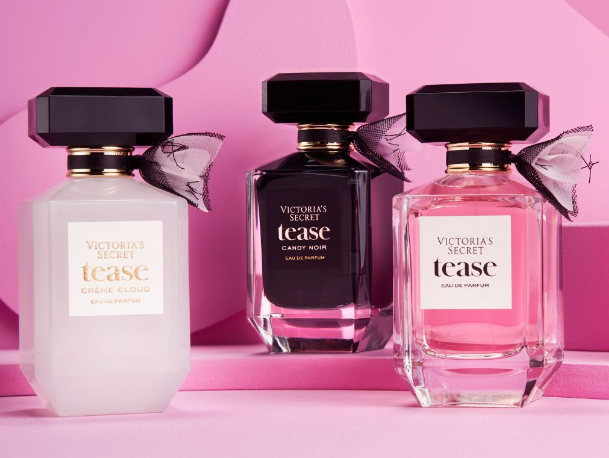 VICTORIA'S
SECRET
tease
CRÈME CLOUD
EAU DE PARFUM
VICTORIA'S
SECRET
tease
CANDY NOIR
EAU DE PARFUM
VICTORIA'S
SECRET
tease
EAU DE PARFUM